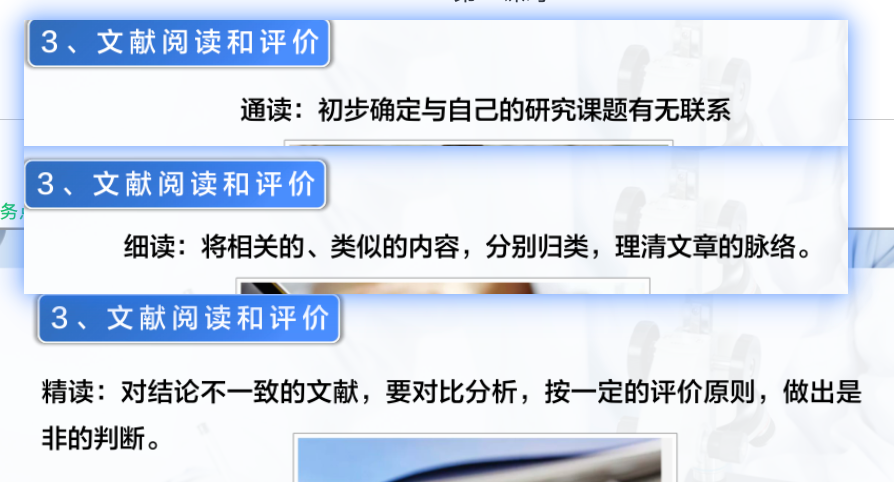 3、文献阅读和评价
通读：初步确定与自己的研究课题有无联系
3、文献阅读和评价
务
细读：将相关的、类似的内容，分别归类，理清文章的脉络。
3、文献阅读和评价
精读：对结论不一致的文献，要对比分析，按一定的评价原则，做出是
非的判断。